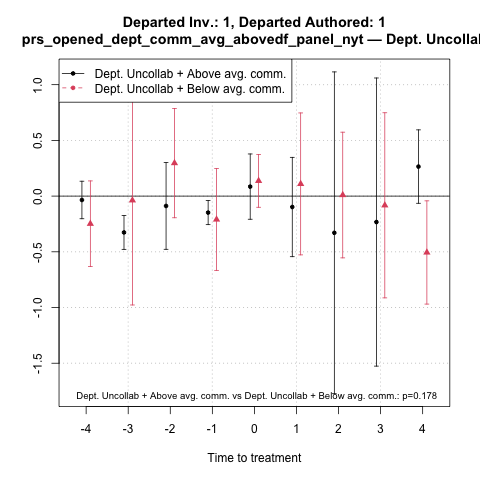 Departed Inv.: 1, Departed Authored: 1
prs_opened_dept_comm_avg_abovedf_panel_nyt — Dept. Uncollab
Dept. Uncollab + Above avg. comm.
Dept. Uncollab + Below avg. comm.
1.0
0.5
0.0
-0.5
-1.0
-1.5
Dept. Uncollab + Above avg. comm. vs Dept. Uncollab + Below avg. comm.: p=0.178
-4 -3 -2 -1 0 1 2 3 4
Time to treatment